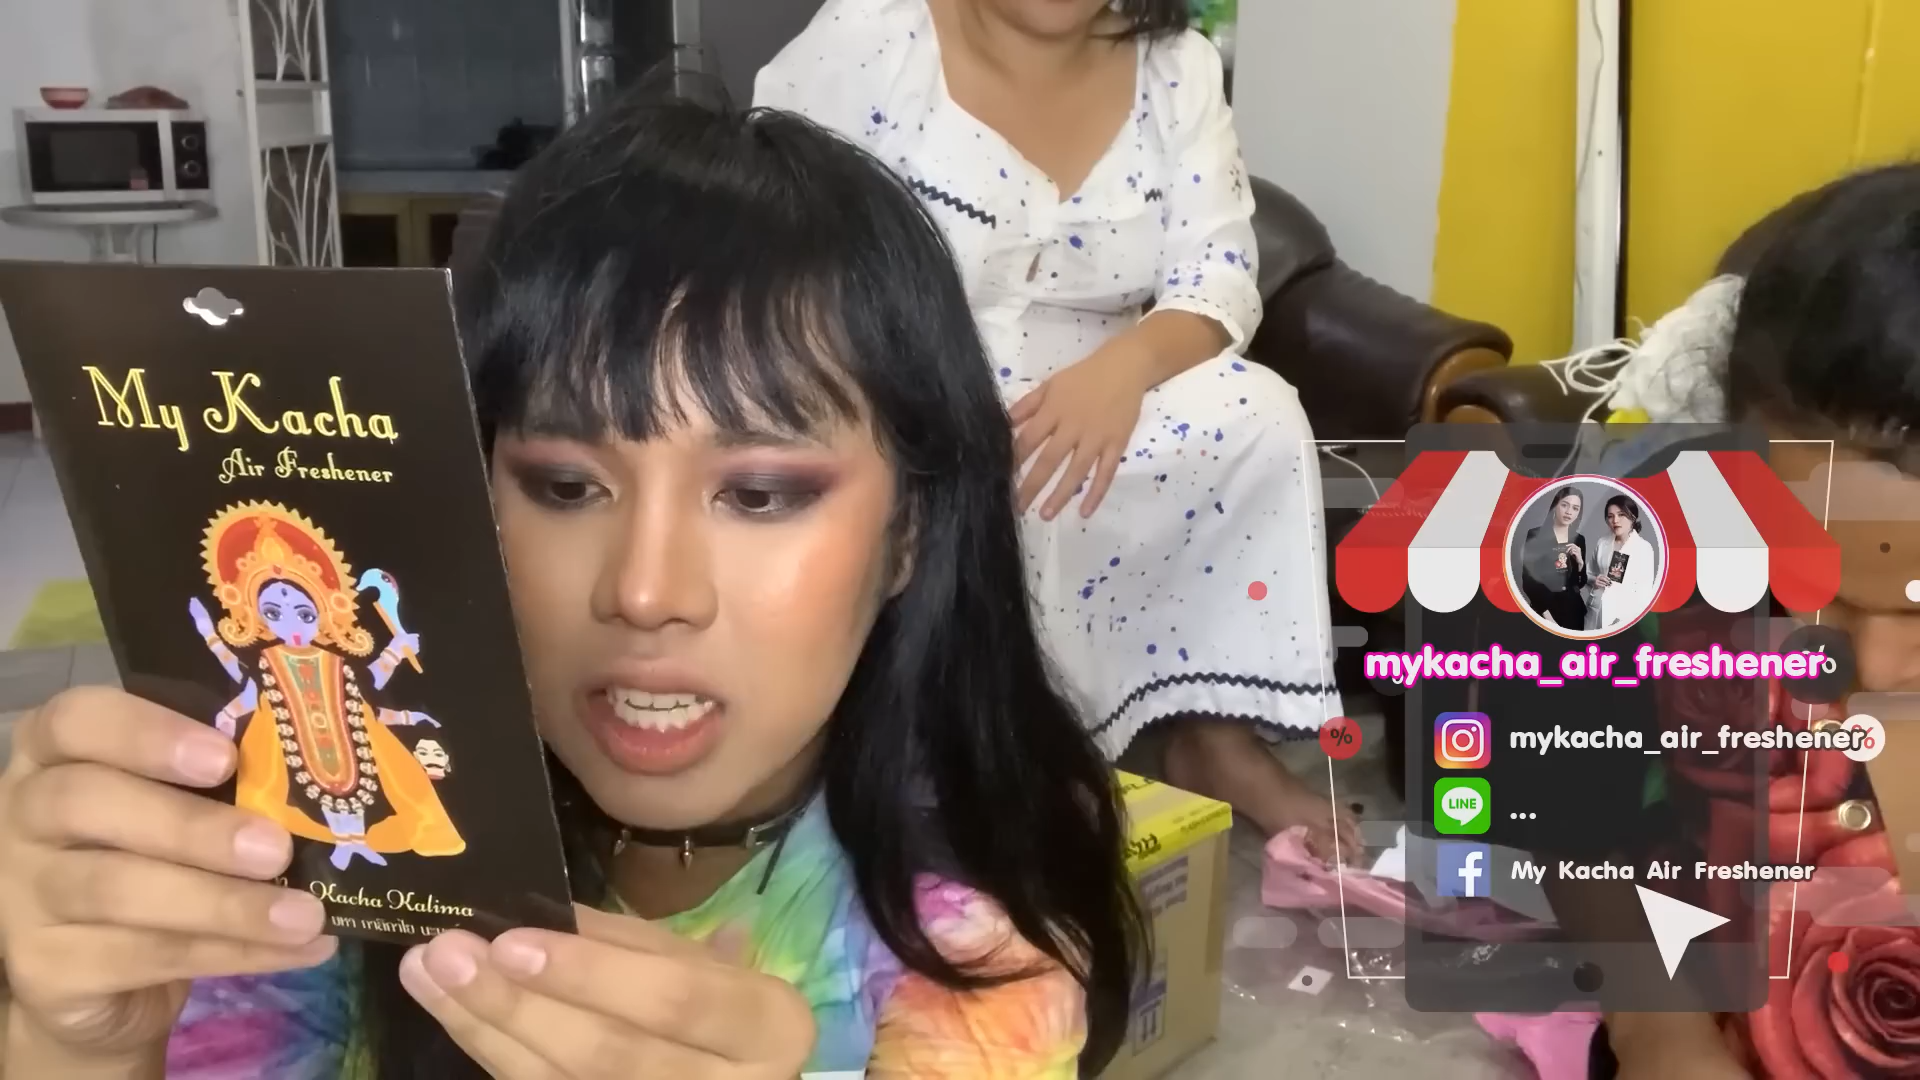 My Kacha
Air Freshener
Kacha Kalima
mykacha_air_freshener
mykacha_air_freshener
LINE
...
My Kacha Air Freshener
%
%